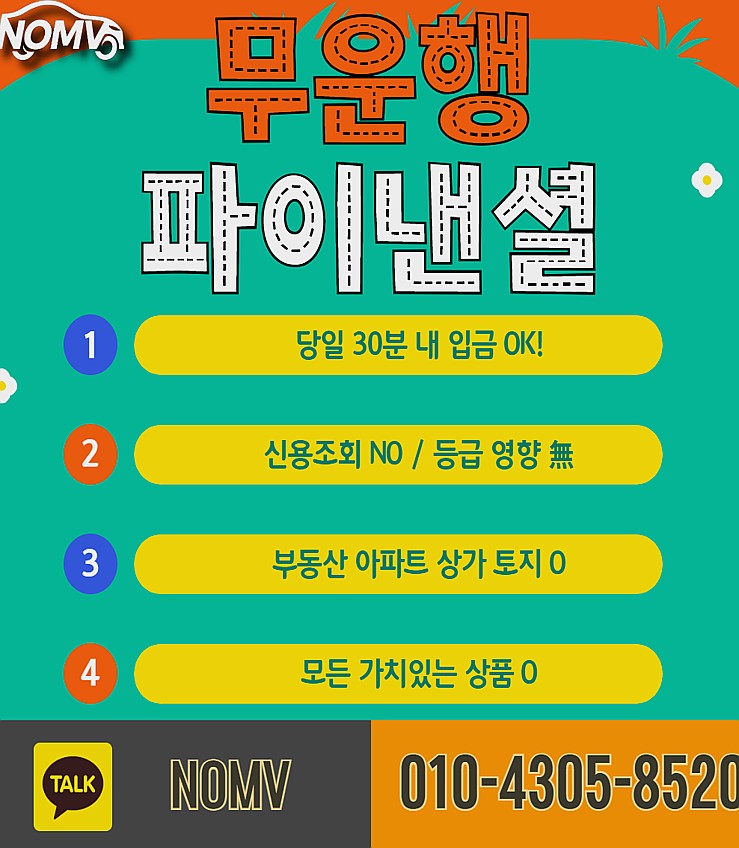 NOMV
무운행
파이낸셜
1 당일 30분 내 입금 OK!
2 신용조회 NO / 등급 영향 無
3 부동산 아파트 상가 토지 O
4 모든 가치있는 상품 O
TALK NOMV 010-4305-8520